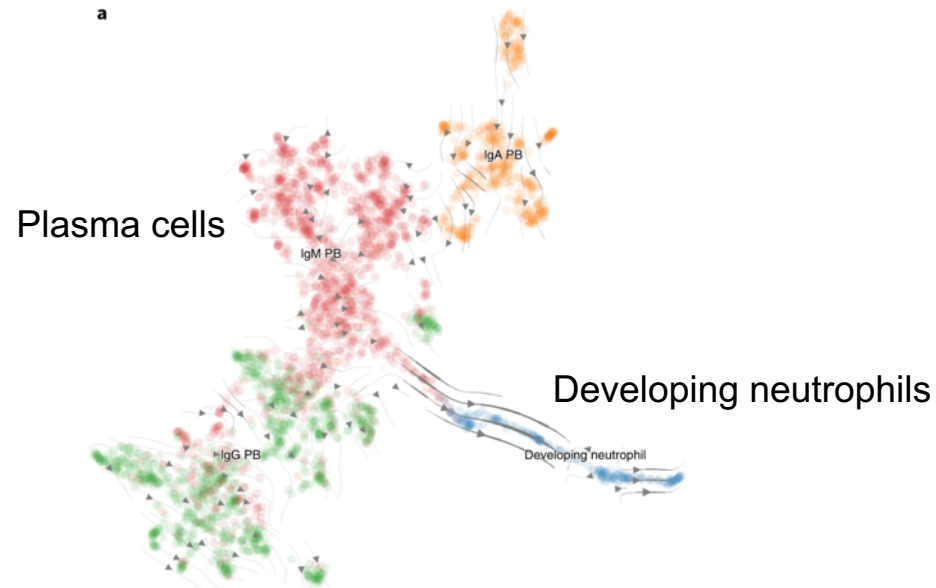 a
IgA PB
Plasma cells
IgM PB
Developing neutrophils
IgG PB
Developing neutrophil